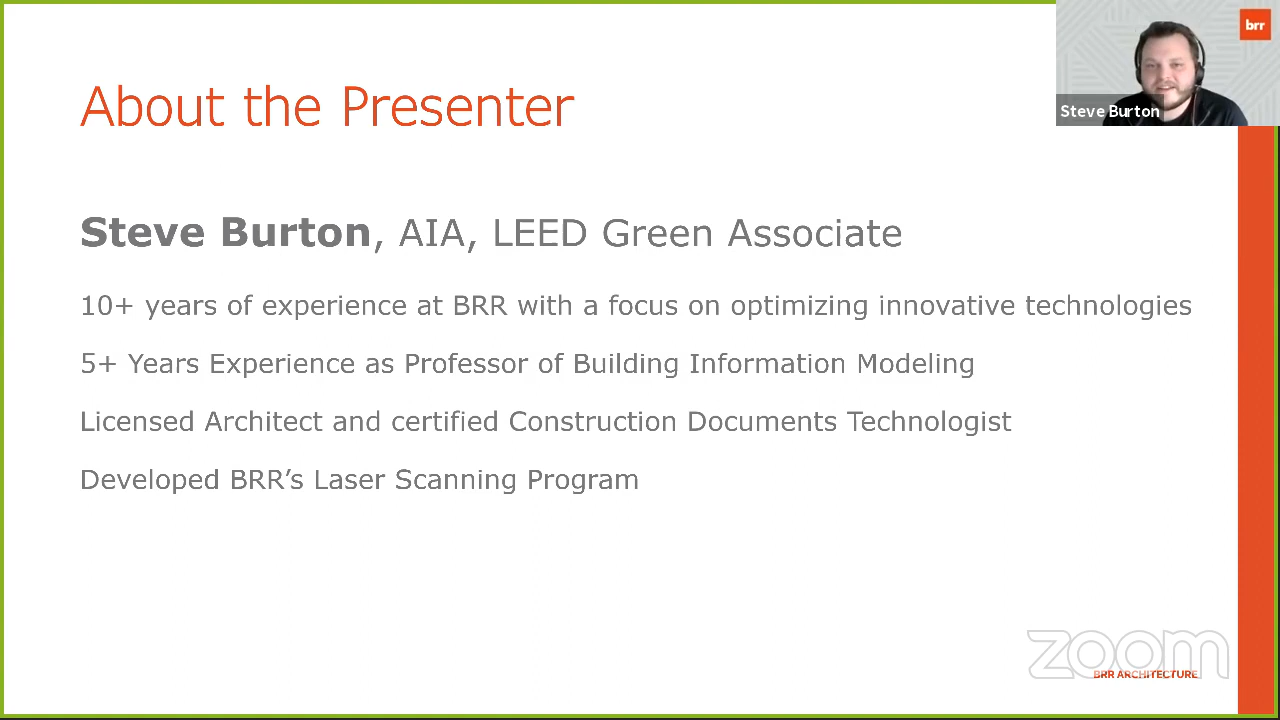 About the Presenter
brr
Steve Burton
Steve Burton, AIA, LEED Green Associate
10+ years of experience at BRR with a focus on optimizing innovative technologies
5+ Years Experience as Professor of Building Information Modeling
Licensed Architect and certified Construction Documents Technologist
Developed BRR’s Laser Scanning Program
zoom
BRR ARCHITECTURE